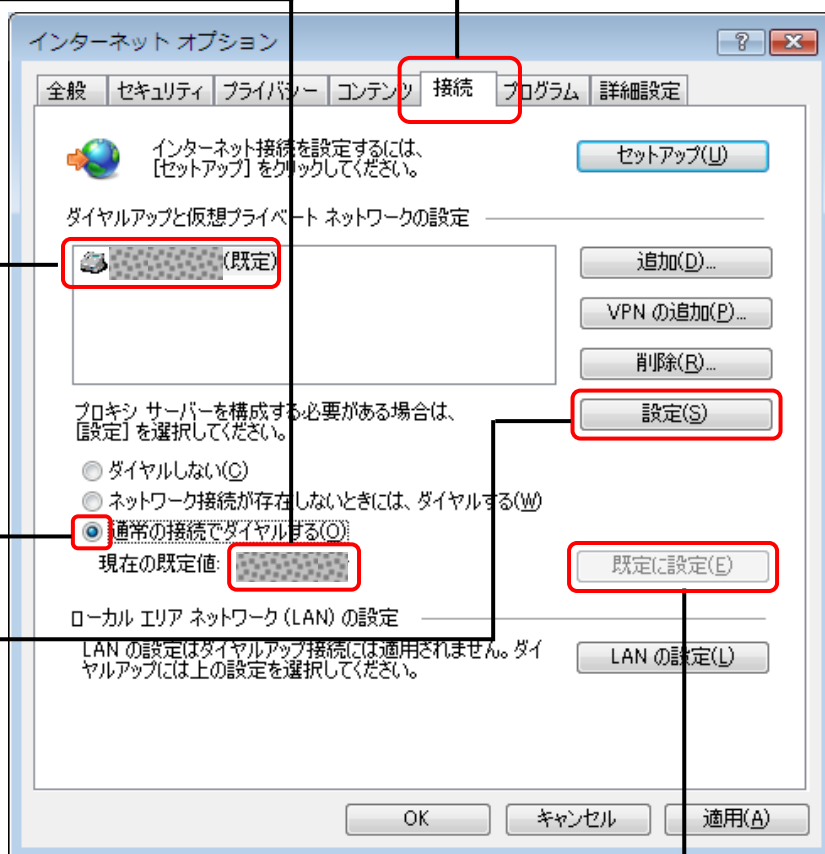 インターネット オプション
全般 セキュリティ プライバシー コンテンツ 接続 プログラム 詳細設定
インターネット接続を設定するには、
[セットアップ] をクリックしてください。
セットアップ(U)
ダイヤルアップと仮想プライベート ネットワークの設定
(既定)
追加(D)...
VPN の追加(P)...
削除(R)...
プロキシ サーバーを構成する必要がある場合は、
[設定] を選択してください。
設定(S)
ダイヤルしない(C)
ネットワーク接続が存在しないときには、ダイヤルする(W)
通常の接続でダイヤルする(O)
現在の既定値:
既定に設定(E)
ローカル エリア ネットワーク (LAN) の設定
LAN の設定はダイヤルアップ接続には適用されません。ダイ
ヤルアップには上の設定を選択してください。
LAN の設定(L)
OK キャンセル 適用(A)